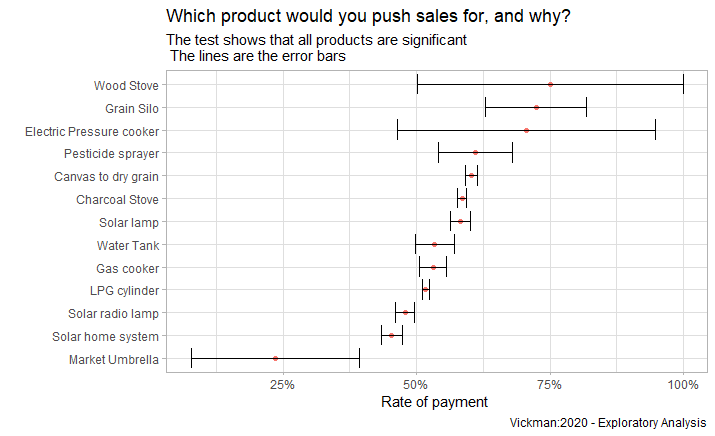 Which product would you push sales for, and why?
The test shows that all products are significant
The lines are the error bars
Wood Stove
Grain Silo
Electric Pressure cooker
Pesticide sprayer
Canvas to dry grain
Charcoal Stove
Solar lamp
Water Tank
Gas cooker
LPG cylinder
Solar radio lamp
Solar home system
Market Umbrella
25% 50% 75% 100%
Rate of payment
Vickman:2020 - Exploratory Analysis